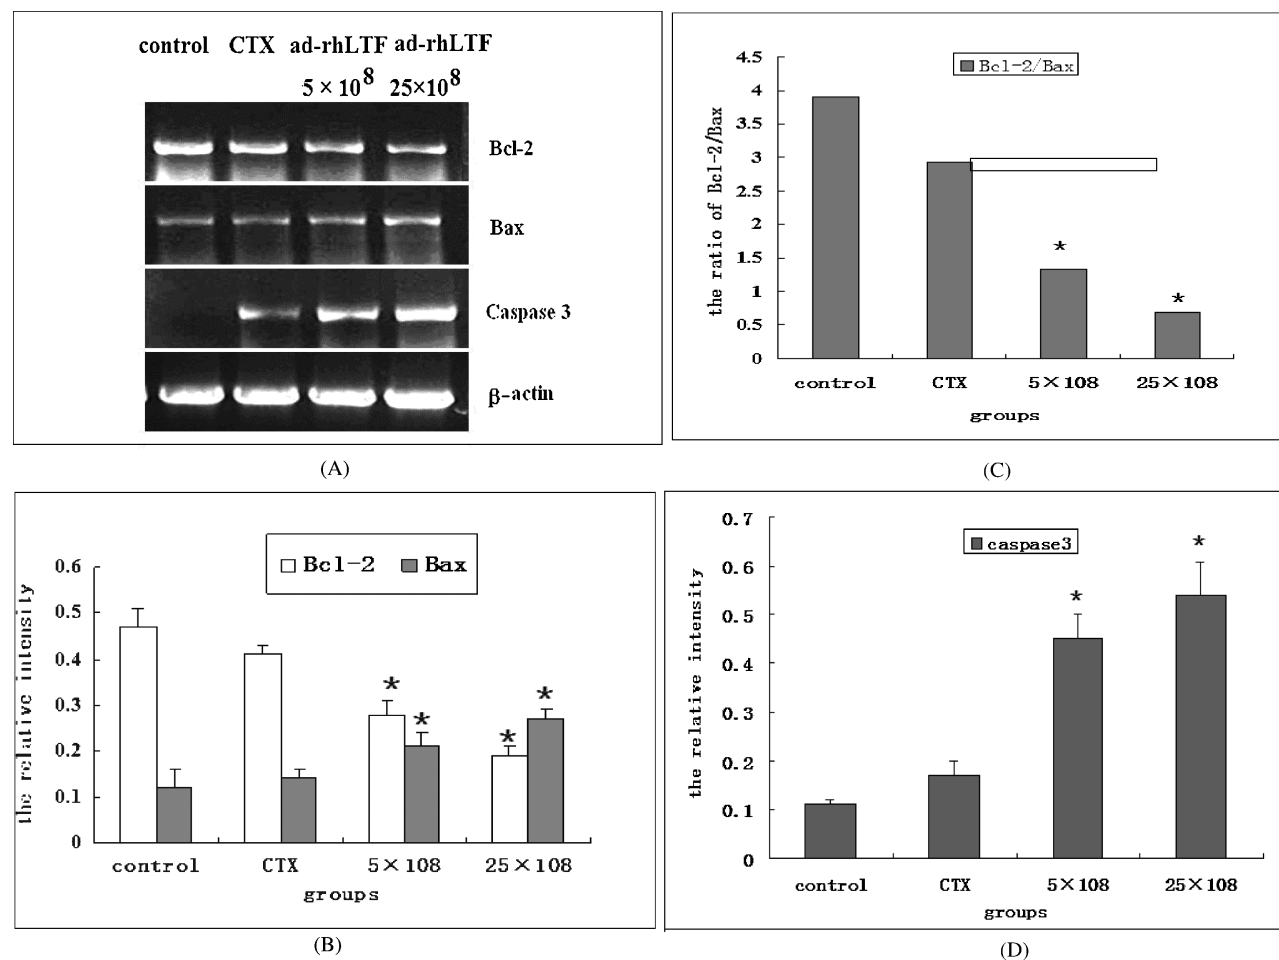 control CTX ad-rhLTF ad-rhLTF
5 × 10⁸ 25×10⁸
Bcl-2
Bax
Caspase 3
β-actin
(A)
Bcl-2/Bax
the ratio of Bcl-2/Bax
4.5
4
3.5
3
2.5
2
1.5
1
0.5
0
*
*
control CTX 5×108 25×108
groups
(C)
Bcl-2 Bax
the relative intensity
0.6
0.5
0.4
0.3
0.2
0.1
0
* * * *
control CTX 5×108 25×108
groups
(B)
caspase3
the relative intensity
0.7
0.6
0.5
0.4
0.3
0.2
0.1
0
*
*
control CTX 5×108 25×108
groups
(D)